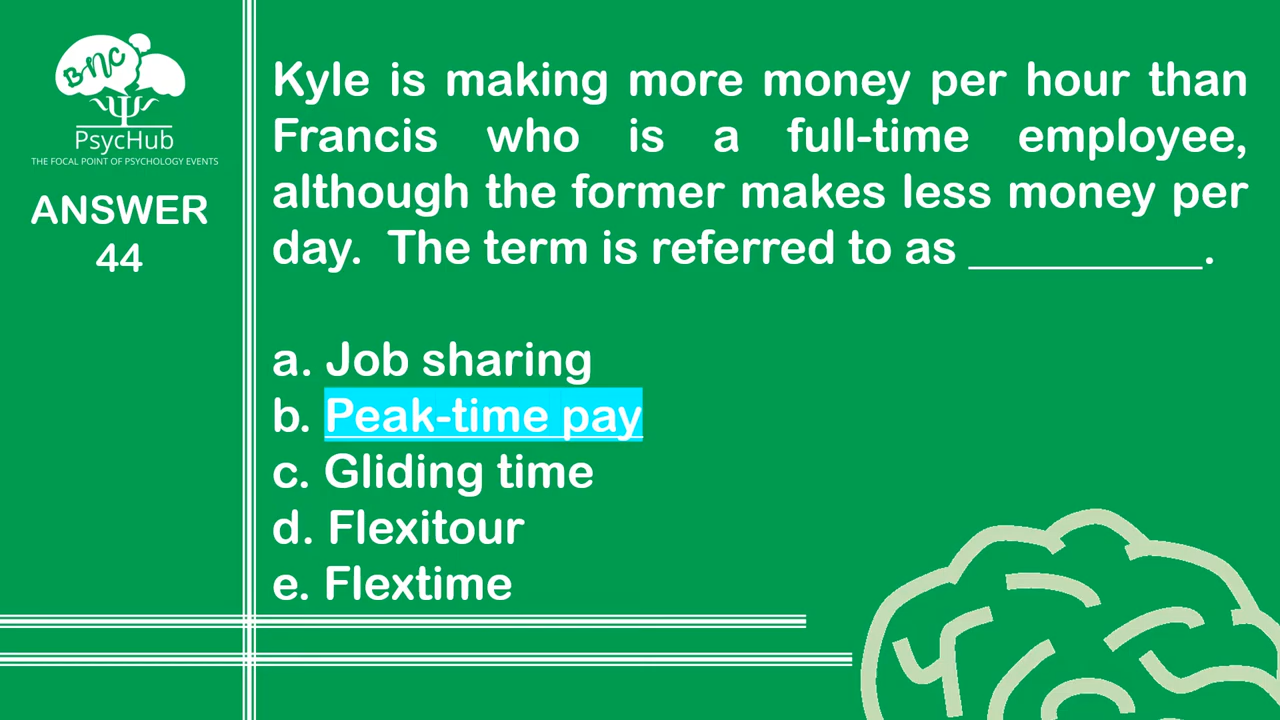 BNC
PsycHub
THE FOCAL POINT OF PSYCHOLOGY EVENTS
ANSWER
44
Kyle is making more money per hour than
Francis who is a full-time employee,
although the former makes less money per
day. The term is referred to as __________.
a. Job sharing
b. Peak-time pay
c. Gliding time
d. Flexitour
e. Flextime